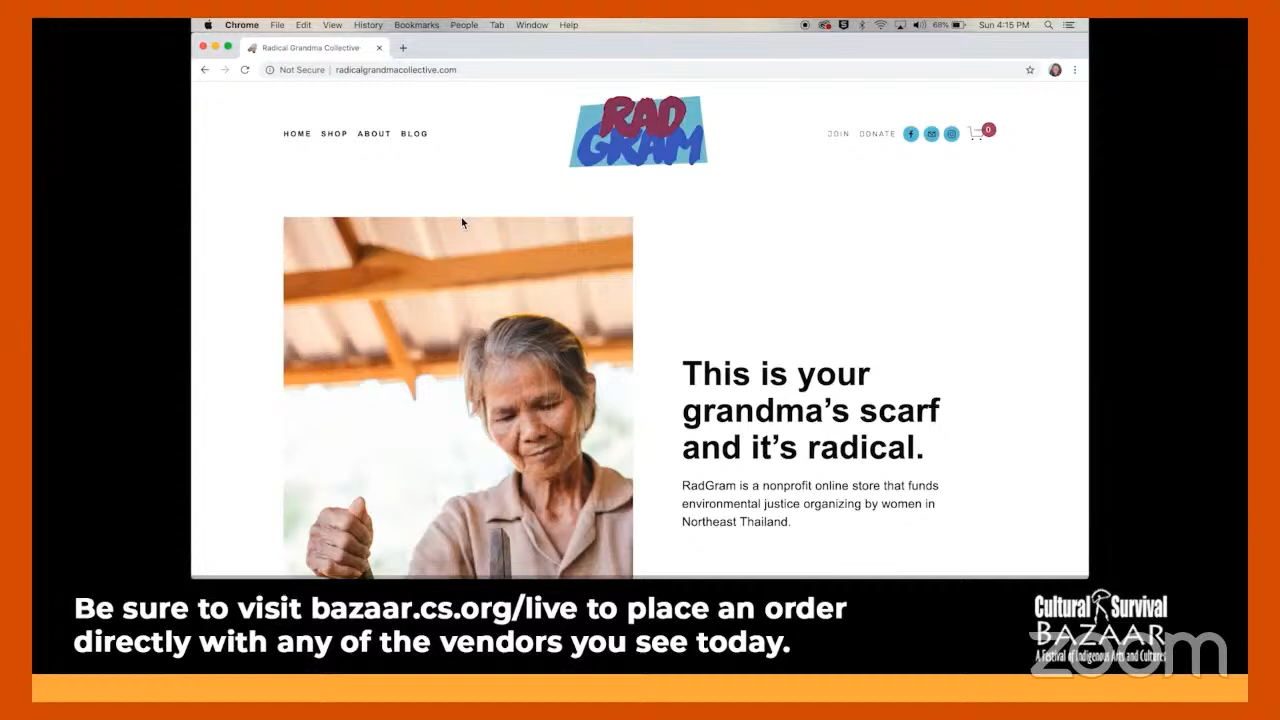 Chrome File Edit View History Bookmarks People Tab Window Help
68% Sun 4:15 PM
Radical Grandma Collective
Not Secure | radicalgrandmacollective.com
HOME SHOP ABOUT BLOG
RAD
GRAM
JOIN DONATE 0
This is your
grandma's scarf
and it's radical.
RadGram is a nonprofit online store that funds
environmental justice organizing by women in
Northeast Thailand.
Be sure to visit bazaar.cs.org/live to place an order
directly with any of the vendors you see today.
Cultural Survival
BAZAAR
A Festival of Indigenous Arts and Cultures
zoom